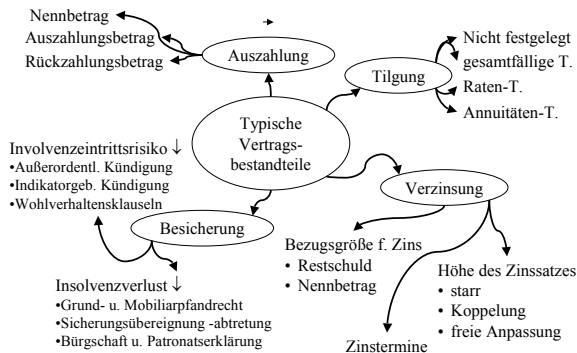 Nennbetrag
Auszahlungsbetrag
Rückzahlungsbetrag
Auszahlung
Tilgung
Nicht festgelegt
gesamtfällige T.
Raten-T.
Annuitäten-T.
Typische
Vertrags-
bestandteile
Involvenzeintrittsrisiko ↓
•Außerordentl. Kündigung
•Indikatorgeb. Kündigung
•Wohlverhaltensklauseln
Besicherung
Verzinsung
Insolvenzverlust ↓
•Grund- u. Mobiliarpfandrecht
•Sicherungsübereignung -abtretung
•Bürgschaft u. Patronatserklärung
Bezugsgröße f. Zins
• Restschuld
• Nennbetrag
Zinstermine
Höhe des Zinssatzes
• starr
• Koppelung
• freie Anpassung